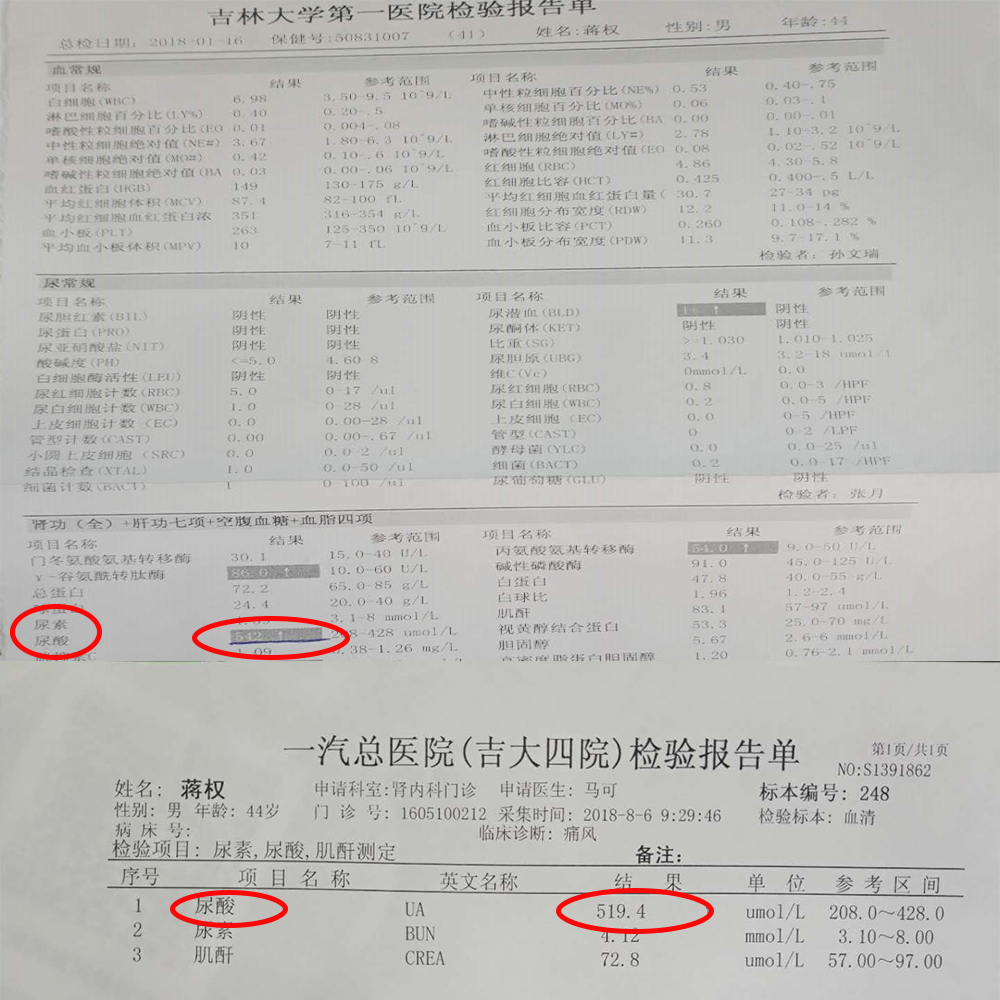 吉林大学第一医院检验报告单
总检日期: 2018-01-16 保健号:50831007 (41) 姓名:蒋权 性别:男 年龄:44
血常规
项目名称 结果 参考范围 项目名称 结果 参考范围
白细胞(WBC) 6.98 3.50-9.5 10^9/L 中性粒细胞百分比(NE%) 0.53 0.40-.75
淋巴细胞百分比(LY%) 0.40 0.20-.5 单核细胞百分比(MO%) 0.06 0.03-.1
嗜酸性粒细胞百分比(EO 0.01 0.004-.08 嗜碱性粒细胞百分比(BA 0.00 0.00-.01
中性粒细胞绝对值(NE#) 3.67 1.80-6.3 10^9/L 淋巴细胞绝对值(LY#) 2.78 1.10-3.2 10^9/L
单核细胞绝对值(MO#) 0.42 0.10-.6 10^9/L 嗜酸性粒细胞绝对值(EO 0.08 0.02-.52 10^9/L
嗜碱性粒细胞绝对值(BA 0.03 0.00-.06 10^9/L 红细胞(RBC) 4.86 4.30-5.8
血红蛋白(HGB) 149 130-175 g/L 红细胞比容(HCT) 0.425 0.400-.5 L/L
平均红细胞体积(MCV) 87.4 82-100 fL 平均红细胞血红蛋白量( 30.7 27-34 pg
平均红细胞血红蛋白浓 351 316-354 g/L 红细胞分布宽度(RDW) 12.2 11.0-14 %
血小板(PLT) 263 125-350 10^9/L 血小板比容(PCT) 0.260 0.108-.282 %
平均血小板体积(MPV) 10 7-11 fL 血小板分布宽度(PDW) 11.3 9.7-17.1 %
检验者: 孙文瑞
尿常规
项目名称 结果 参考范围 项目名称 结果 参考范围
尿胆红素(BIL) 阴性 阴性 尿潜血(BLD) ↑ 阴性
尿蛋白(PRO) 阴性 阴性 尿酮体(KET) 阴性 阴性
尿亚硝酸盐(NIT) 阴性 阴性 比重(SG) >=1.030 1.010-1.025
酸碱度(PH) <=5.0 4.60-8 尿胆原(UBG) 3.4 3.2-18 umol/l
白细胞酶活性(LEU) 阴性 阴性 维C(Vc) 0mmol/L 0.0
尿红细胞计数(RBC) 5.0 0-17 /ul 尿红细胞(RBC) 0.8 0.0-3 /HPF
尿白细胞计数(WBC) 1.0 0-28 /ul 尿白细胞(WBC) 0.2 0.0-5 /HPF
上皮细胞计数 (EC) 0.0 0.00-28 /ul 上皮细胞 (EC) 0.0 0-5 /HPF
管型计数(CAST) 0.00 0.00-.67 /ul 管型(CAST) 0 0-2 /LPF
小圆上皮细胞 (SRC) 0.0 0.0-2 /ul 酵母菌(YLC) 0.0 0.0-25 /ul
结晶检查(XTAL) 1.0 0.0-50 /ul 细菌(BACT) 0.2 0.0-17 /HPF
细菌计数(BACT) 1 0-100 /ul 尿葡萄糖(GLU) 阴性 阴性
检验者: 张月
肾功(全)+肝功七项+空腹血糖+血脂四项
项目名称 结果 参考范围 项目名称 结果 参考范围
门冬氨酸氨基转移酶 30.1 15.0-40 U/L 丙氨酸氨基转移酶 54.0 ↑ 9.0-50 U/L
γ-谷氨酰转肽酶 86.0 ↑ 10.0-60 U/L 碱性磷酸酶 91.0 45.0-125 U/L
总蛋白 72.2 65.0-85 g/L 白蛋白 47.8 40.0-55 g/L
24.4 20.0-40 g/L 白球比 1.96 1.2-2.4
尿素 3.1-8 mmol/L 肌酐 83.1 57-97 umol/L
尿酸 542 ↑ 208-428 umol/L 视黄醇结合蛋白 53.3 25.0-70 mg/L
1.09 0.38-1.26 mg/L 胆固醇 5.67 2.6-6 mmol/L
高密度脂蛋白胆固醇 1.20 0.76-2.1 mmol/L
一汽总医院(吉大四院)检验报告单 第1页/共1页
NO:S1391862
姓名: 蒋权 申请科室: 肾内科门诊 申请医生: 马可 标本编号: 248
性别: 男 年龄: 44岁 门 诊 号: 1605100212 采集时间: 2018-8-6 9:29:46 检验标本: 血清
病 床 号: 临床诊断: 痛风
检验项目: 尿素,尿酸,肌酐测定 备注:
序号 项 目 名 称 英文名称 结 果 单 位 参 考 区 间
1 尿酸 UA 519.4 umol/L 208.0~428.0
2 尿素 BUN 4.12 mmol/L 3.10~8.00
3 肌酐 CREA 72.8 umol/L 57.00~97.00